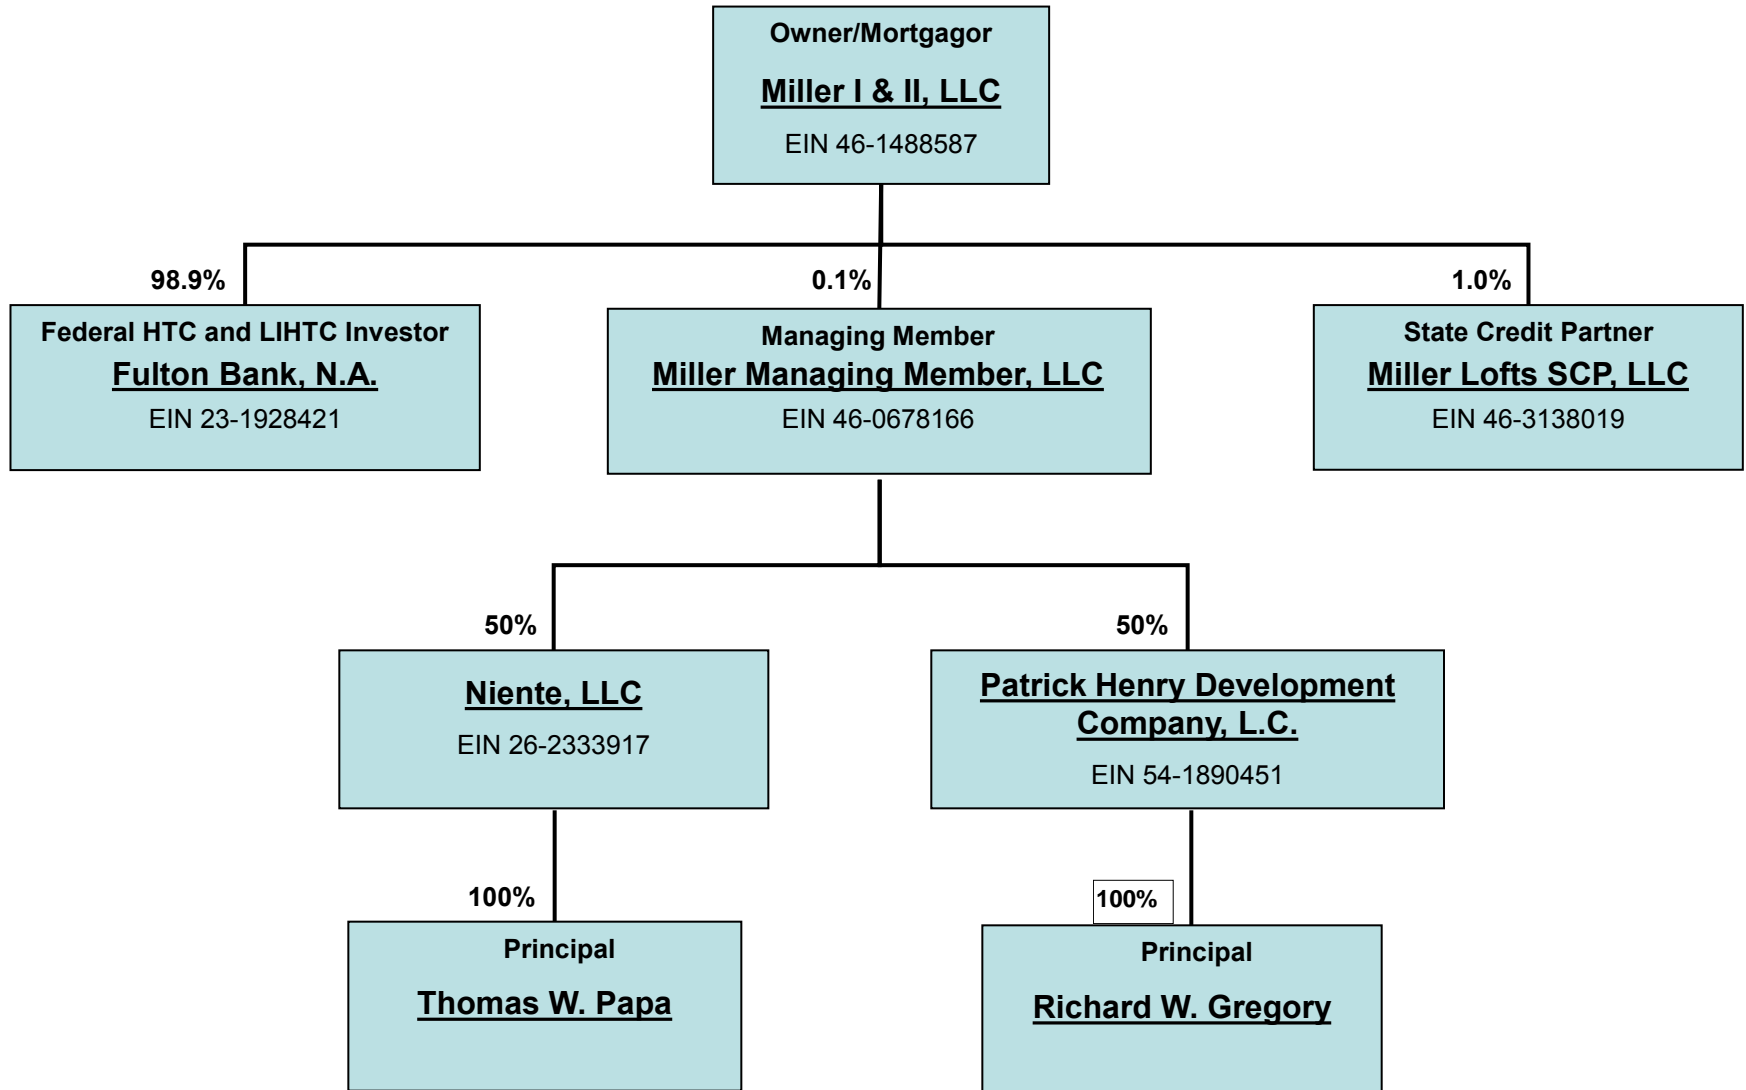 Owner/Mortgagor
Miller I & II, LLC
EIN 46-1488587
98.9%
0.1%
1.0%
Federal HTC and LIHTC Investor
Fulton Bank, N.A.
EIN 23-1928421
Managing Member
Miller Managing Member, LLC
EIN 46-0678166
State Credit Partner
Miller Lofts SCP, LLC
EIN 46-3138019
50%
50%
Niente, LLC
EIN 26-2333917
Patrick Henry Development
Company, L.C.
EIN 54-1890451
100%
100%
Principal
Thomas W. Papa
Principal
Richard W. Gregory